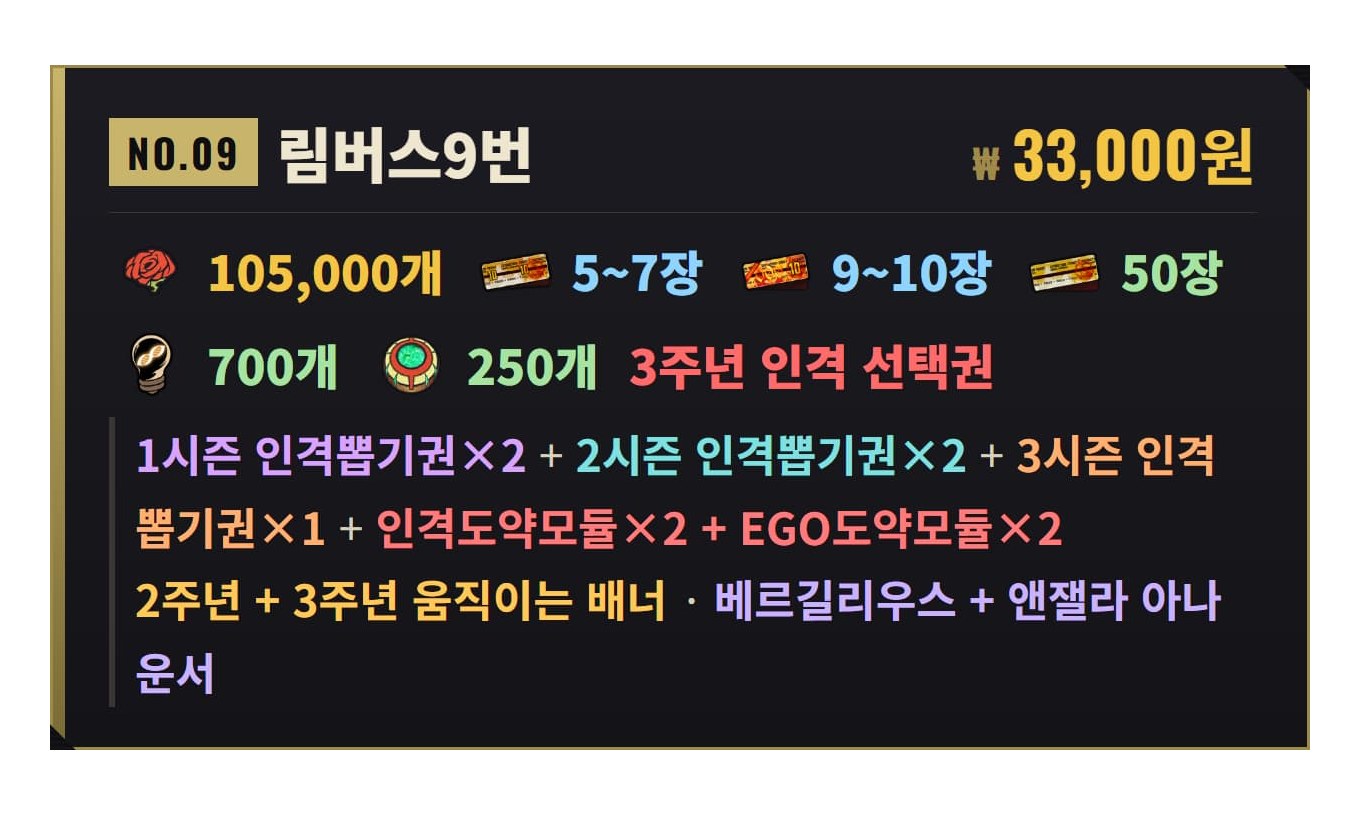 NO.09 림버스9번 ₩ 33,000원
105,000개 5~7장 9~10장 50장
700개 250개 3주년 인격 선택권
1시즌 인격뽑기권×2 + 2시즌 인격뽑기권×2 + 3시즌 인격
뽑기권×1 + 인격도약모듈×2 + EGO도약모듈×2
2주년 + 3주년 움직이는 배너 · 베르길리우스 + 앤젤라 아나
운서